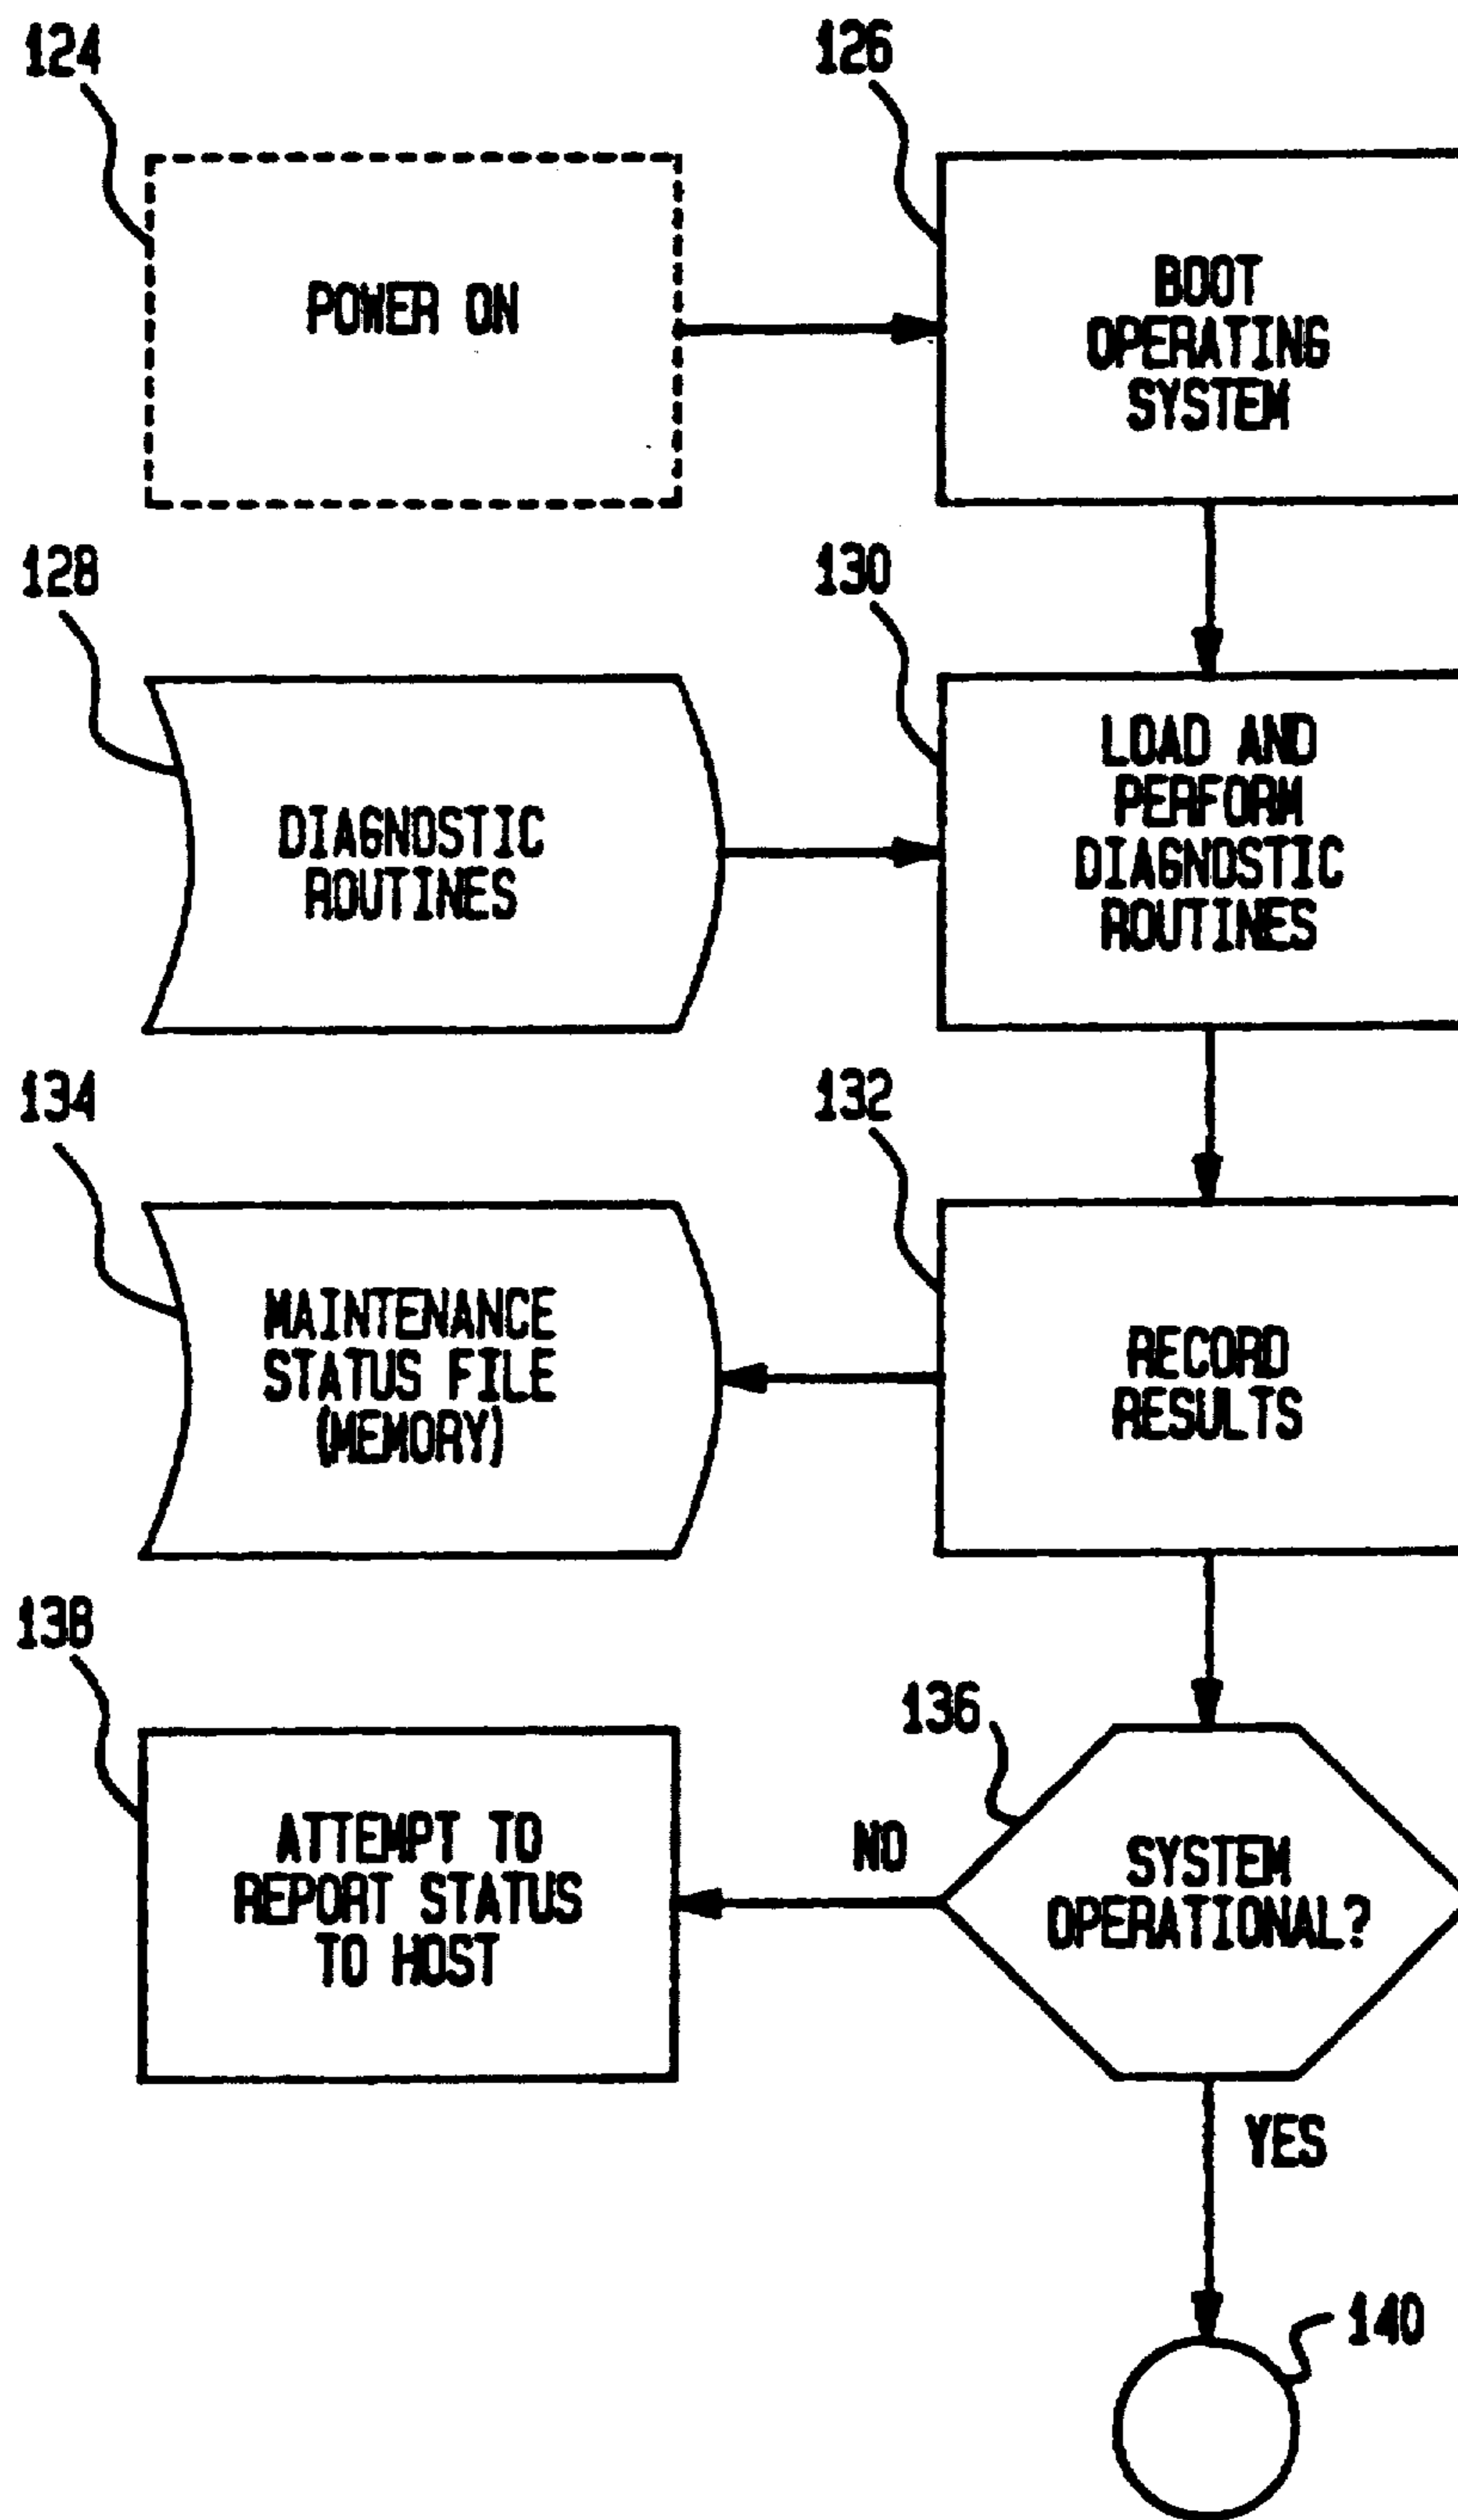 124
126
POWER ON
BOOT
OPERATING
SYSTEM
128
130
DIAGNOSTIC
ROUTINES
LOAD AND
PERFORM
DIAGNOSTIC
ROUTINES
134
132
MAINTENANCE
STATUS FILE
(MEMORY)
RECORD
RESULTS
138
136
ATTEMPT TO
REPORT STATUS
TO HOST
NO
SYSTEM
OPERATIONAL?
YES
140